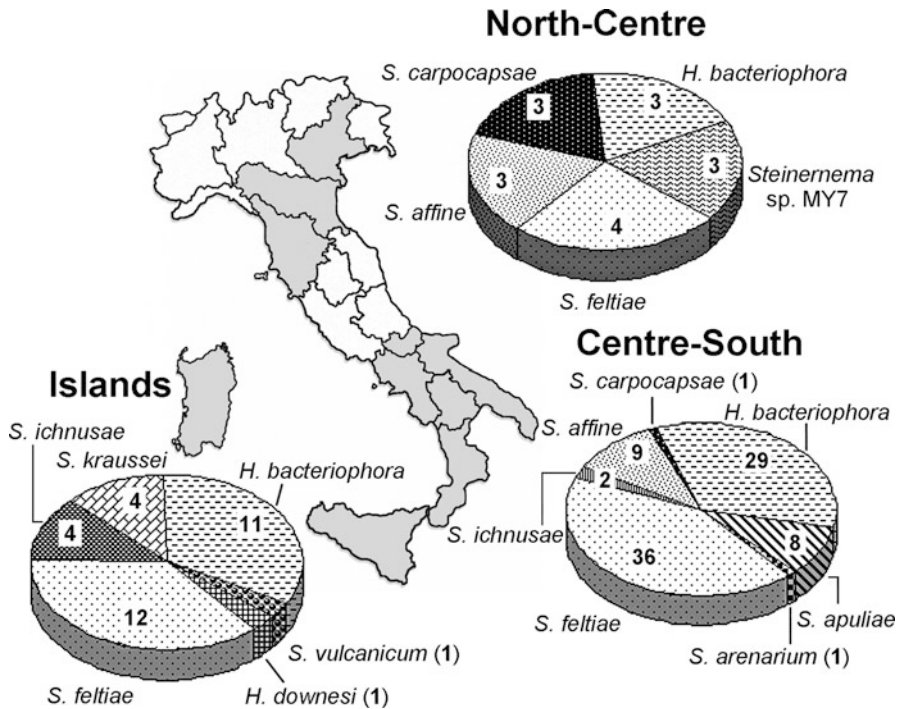 North-Centre
S. carpocapsae
H. bacteriophora
3
3
3
3
4
Steinernema
sp. MY7
S. affine
S. feltiae
Centre-South
S. carpocapsae (1)
S. affine
H. bacteriophora
9
29
2
8
36
S. ichnusae
S. feltiae
S. apuliae
S. arenarium (1)
Islands
S. ichnusae
S. kraussei
H. bacteriophora
4
11
4
12
S. vulcanicum (1)
H. downesi (1)
S. feltiae